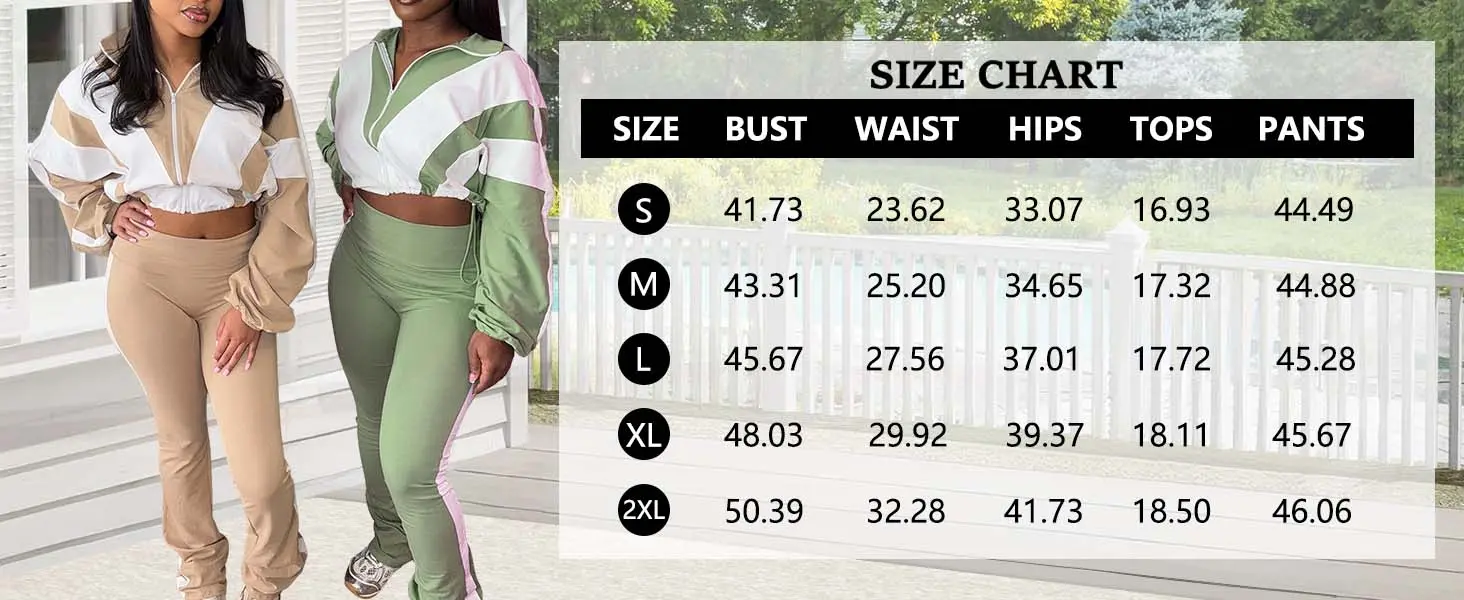 SIZE CHART
SIZE BUST WAIST HIPS TOPS PANTS
S 41.73 23.62 33.07 16.93 44.49
M 43.31 25.20 34.65 17.32 44.88
L 45.67 27.56 37.01 17.72 45.28
XL 48.03 29.92 39.37 18.11 45.67
2XL 50.39 32.28 41.73 18.50 46.06